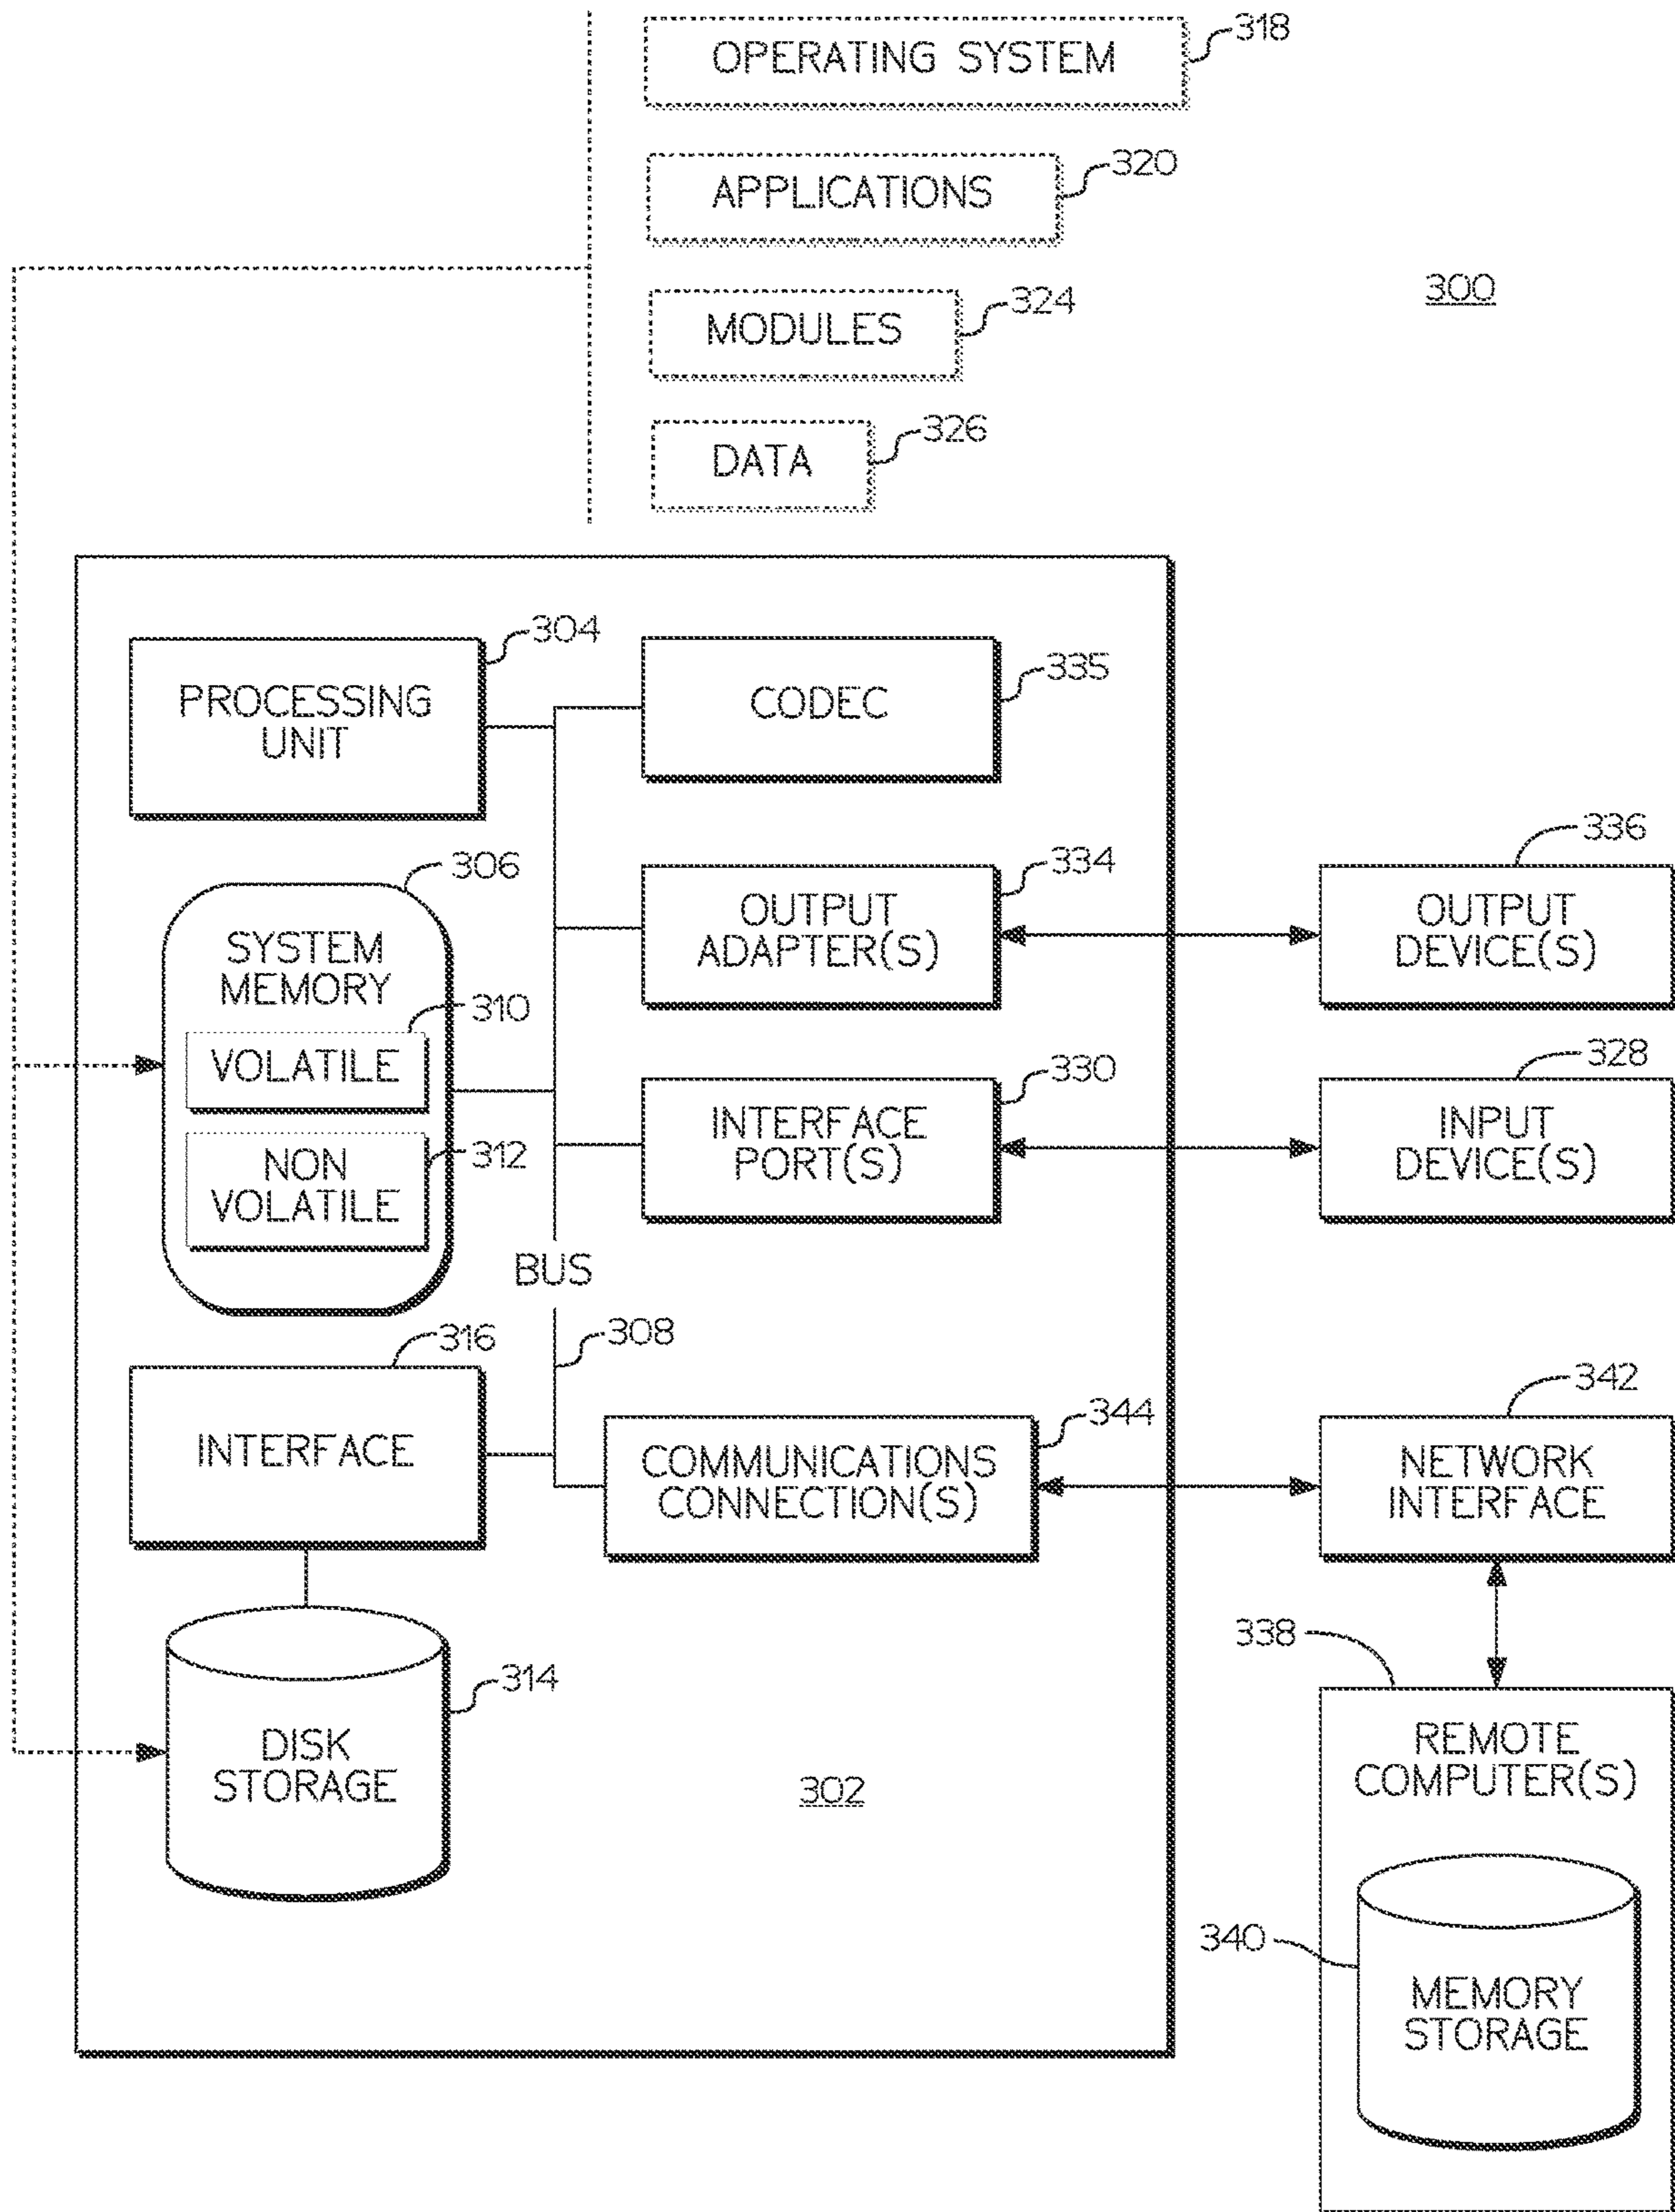 OPERATING SYSTEM
318
APPLICATIONS
320
MODULES
324
DATA
326
300
304
PROCESSING
UNIT
CODEC
335
306
SYSTEM
MEMORY
310
VOLATILE
NON
VOLATILE
312
OUTPUT
ADAPTER(S)
334
336
OUTPUT
DEVICE(S)
INTERFACE
PORT(S)
330
328
INPUT
DEVICE(S)
BUS
308
316
INTERFACE
COMMUNICATIONS
CONNECTION(S)
344
342
NETWORK
INTERFACE
314
DISK
STORAGE
302
338
REMOTE
COMPUTER(S)
340
MEMORY
STORAGE